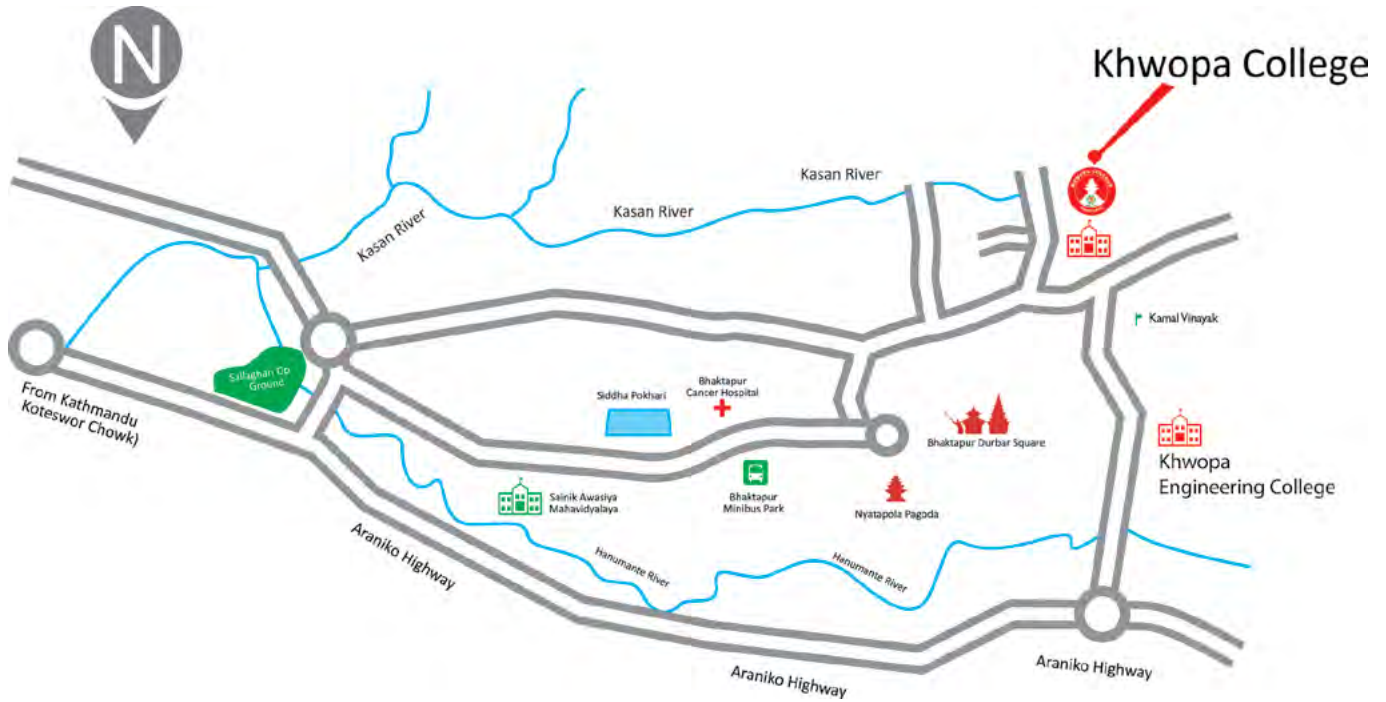 N
Khwopa College
Kasan River
Kasan River
Kasan River
Kamal Vinayak
Sallaghari Op
Ground
From Kathmandu
Koteswor Chowk)
Siddha Pokhari
Bhaktapur
Cancer Hospital
Bhaktapur Durbar Square
Khwopa
Engineering College
Sainik Awasiya
Mahavidyalaya
Bhaktapur
Minibus Park
Nyatapola Pagoda
Araniko Highway
Hanumante River
Hanumante River
Araniko Highway
Araniko Highway